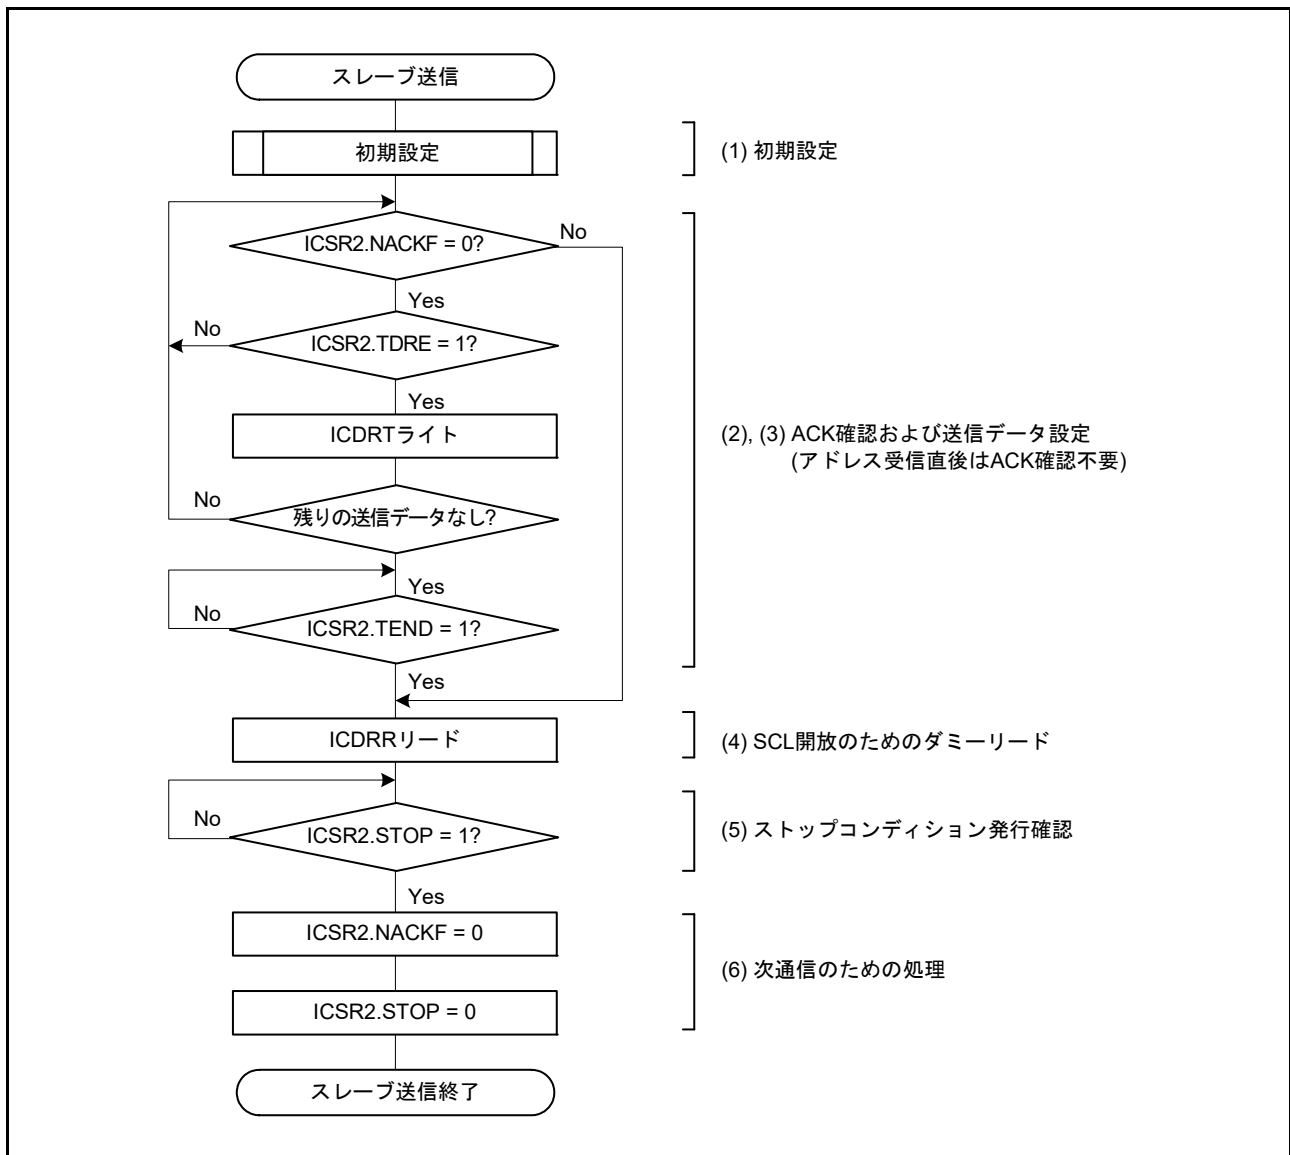 スレーブ送信
初期設定
(1) 初期設定
ICSR2.NACKF = 0?
No
Yes
No
ICSR2.TDRE = 1?
Yes
ICDRTライト
(2), (3) ACK確認および送信データ設定
(アドレス受信直後はACK確認不要)
No
残りの送信データなし?
Yes
No
ICSR2.TEND = 1?
Yes
ICDRRリード
(4) SCL開放のためのダミーリード
No
ICSR2.STOP = 1?
(5) ストップコンディション発行確認
Yes
ICSR2.NACKF = 0
(6) 次通信のための処理
ICSR2.STOP = 0
スレーブ送信終了